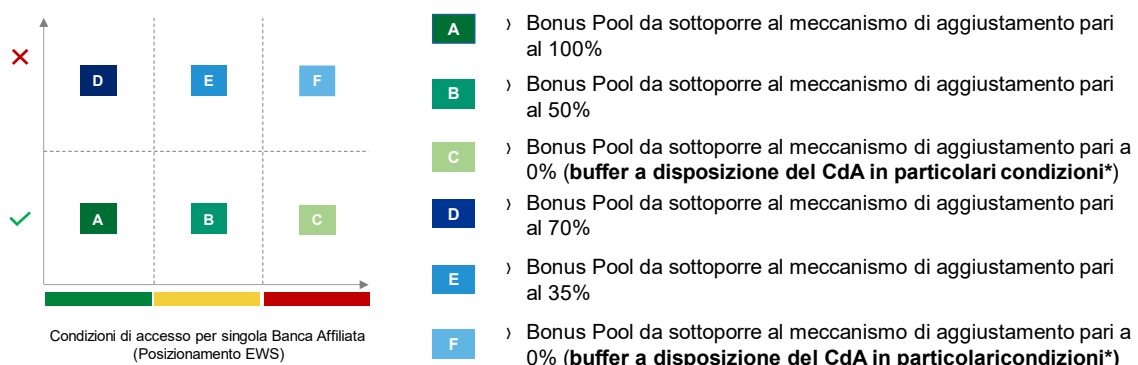 D
E
F
A
B
C
Condizioni di accesso per singola Banca Affiliata
(Posizionamento EWS)
A
› Bonus Pool da sottoporre al meccanismo di aggiustamento pari
al 100%
B
› Bonus Pool da sottoporre al meccanismo di aggiustamento pari
al 50%
C
› Bonus Pool da sottoporre al meccanismo di aggiustamento pari a
0% (buffer a disposizione del CdA in particolari condizioni*)
D
› Bonus Pool da sottoporre al meccanismo di aggiustamento pari
al 70%
E
› Bonus Pool da sottoporre al meccanismo di aggiustamento pari
al 35%
F
› Bonus Pool da sottoporre al meccanismo di aggiustamento pari a
0% (buffer a disposizione del CdA in particolaricondizioni*)